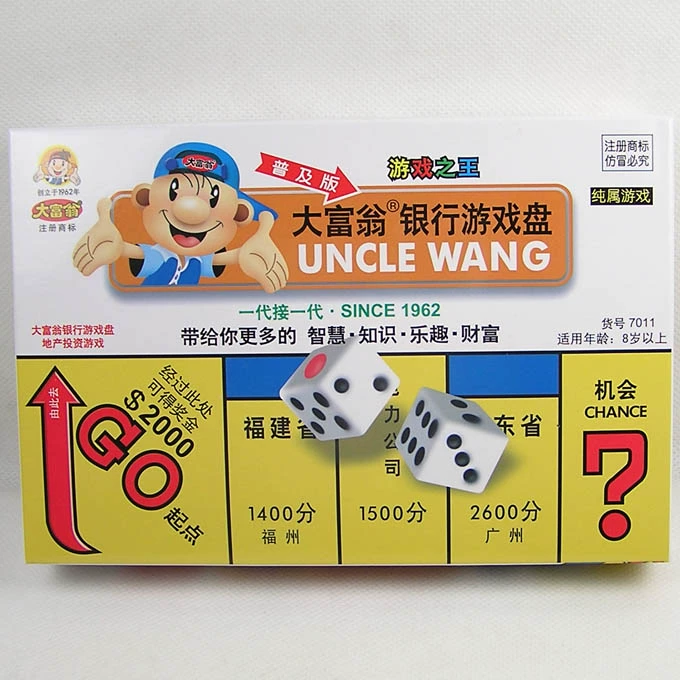 创立于1962年
大富翁
注册商标
大富翁
普及版
游戏之王
注册商标
仿冒必究
纯属游戏
大富翁®银行游戏盘
UNCLE WANG
一代接一代·SINCE 1962
带给你更多的 智慧·知识·乐趣·财富
大富翁银行游戏盘
地产投资游戏
货号 7011
适用年龄：8岁以上
由此去
经过此处
可得奖金
$2000
GO
起点
福建省
1400分
福州
力公司
1500分
东省
2600分
广州
机会
CHANCE
?